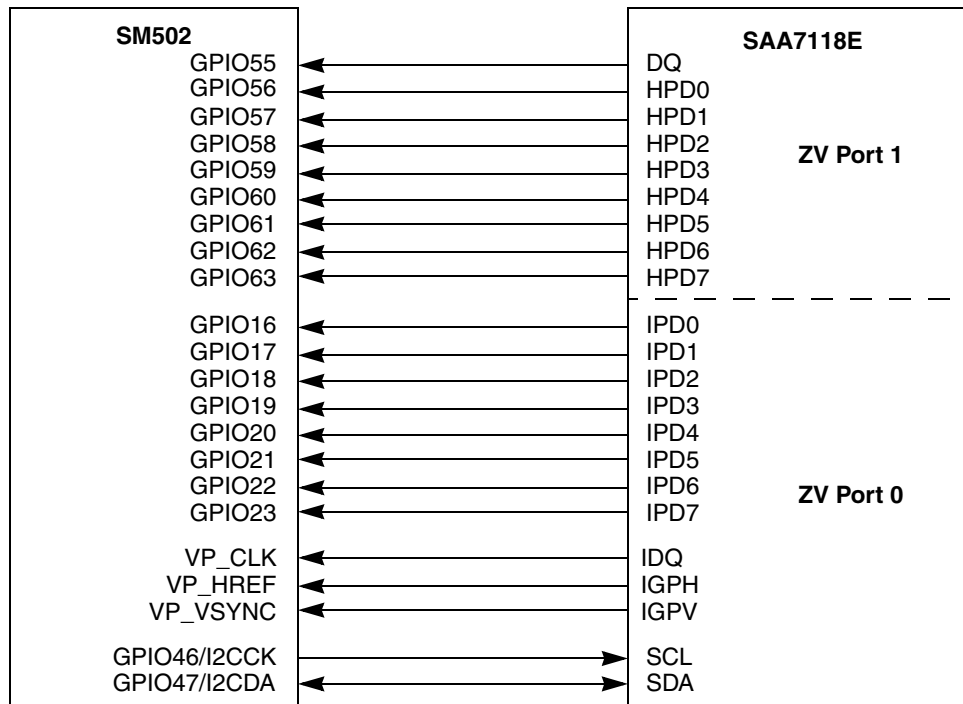 SM502 SAA7118E
GPIO55 DQ
GPIO56 HPD0
GPIO57 HPD1
GPIO58 HPD2
ZV Port 1
GPIO59 HPD3
GPIO60 HPD4
GPIO61 HPD5
GPIO62 HPD6
GPIO63 HPD7
GPIO16 IPD0
GPIO17 IPD1
GPIO18 IPD2
GPIO19 IPD3
GPIO20 IPD4
GPIO21 IPD5
GPIO22 IPD6
ZV Port 0
GPIO23 IPD7
VP_CLK IDQ
VP_HREF IGPH
VP_VSYNC IGPV
GPIO46/I2CCK SCL
GPIO47/I2CDA SDA